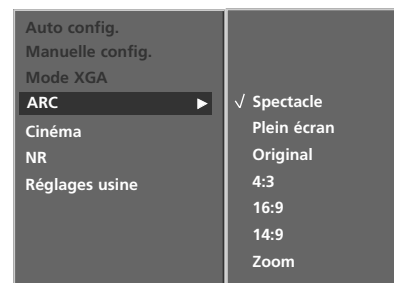 Auto config.
Manuelle config.
Mode XGA
ARC
Cinéma
NR
Réglages usine
√ Spectacle
Plein écran
Original
4:3
16:9
14:9
Zoom